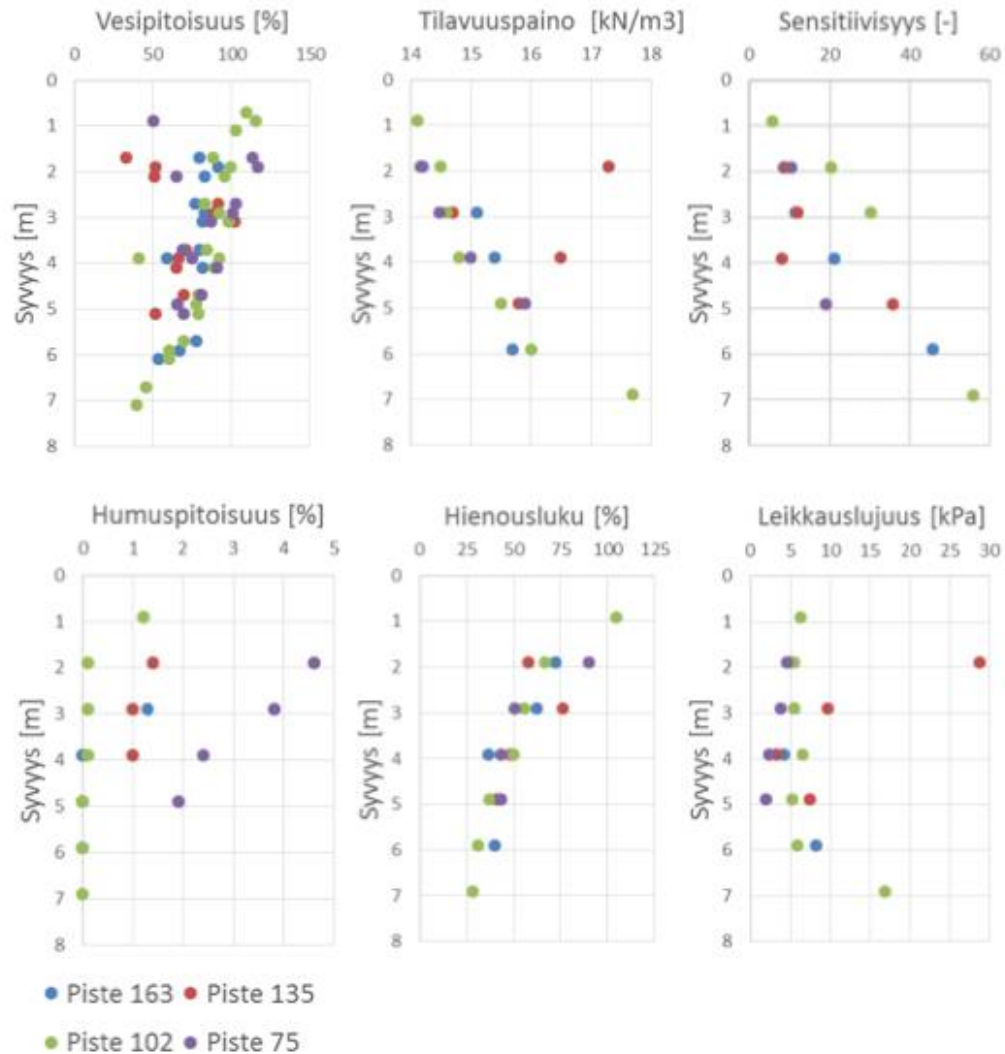 Vesipitoisuus [%]
0 50 100 150
0
1
2
3
4
5
6
7
8
Syvyys [m]
Tilavuuspaino [kN/m3]
14 15 16 17 18
0
1
2
3
4
5
6
7
8
Syvyys [m]
Sensitiivisyys [-]
0 20 40 60
0
1
2
3
4
5
6
7
8
Syvyys [m]
Humuspitoisuus [%]
0 1 2 3 4 5
0
1
2
3
4
5
6
7
8
Syvyys [m]
Hienousluku [%]
0 25 50 75 100 125
0
1
2
3
4
5
6
7
8
Syvyys [m]
Leikkauslujuus [kPa]
0 5 10 15 20 25 30
0
1
2
3
4
5
6
7
8
Syvyys [m]
Piste 163 Piste 135
Piste 102 Piste 75